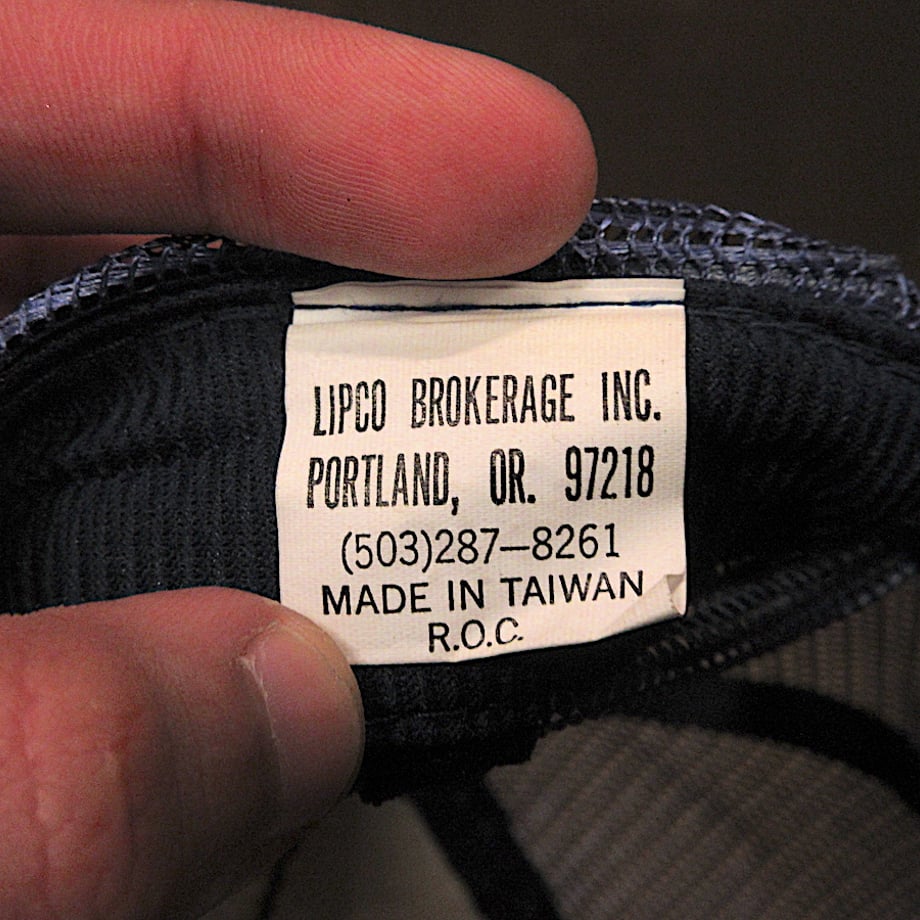 LIPCO BROKERAGE INC.
PORTLAND, OR. 97218
(503)287-8261
MADE IN TAIWAN
R.O.C.